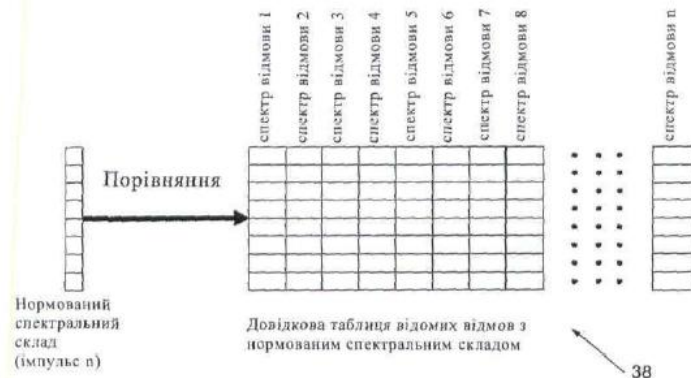 спектр відмови 1
спектр відмови 2
спектр відмови 3
спектр відмови 4
спектр відмови 5
спектр відмови 6
спектр відмови 7
спектр відмови 8
спектр відмови n
Порівняння
Нормований
спектральний
склад
(імпульс n)
Довідкова таблиця відомих відмов з
нормованим спектральним складом
38